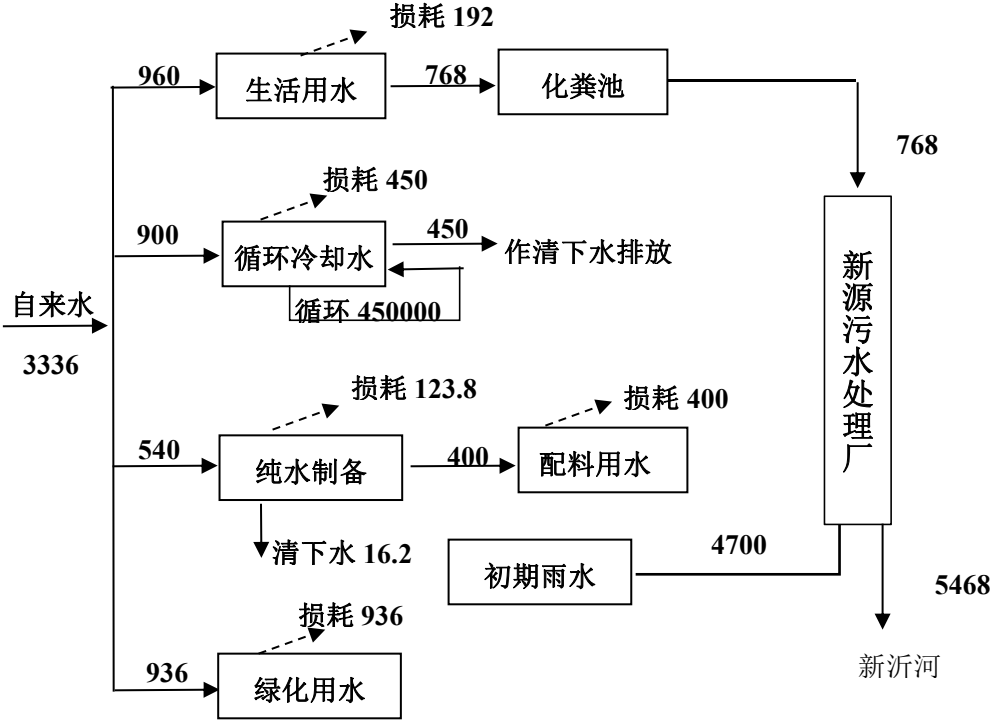 损耗 192
960
生活用水
768
化粪池
768
损耗 450
900
循环冷却水
450
作清下水排放
循环 450000
自来水
3336
新源污水处理厂
损耗 123.8
540
纯水制备
400
损耗 400
配料用水
清下水 16.2
初期雨水
4700
5468
新沂河
损耗 936
936
绿化用水